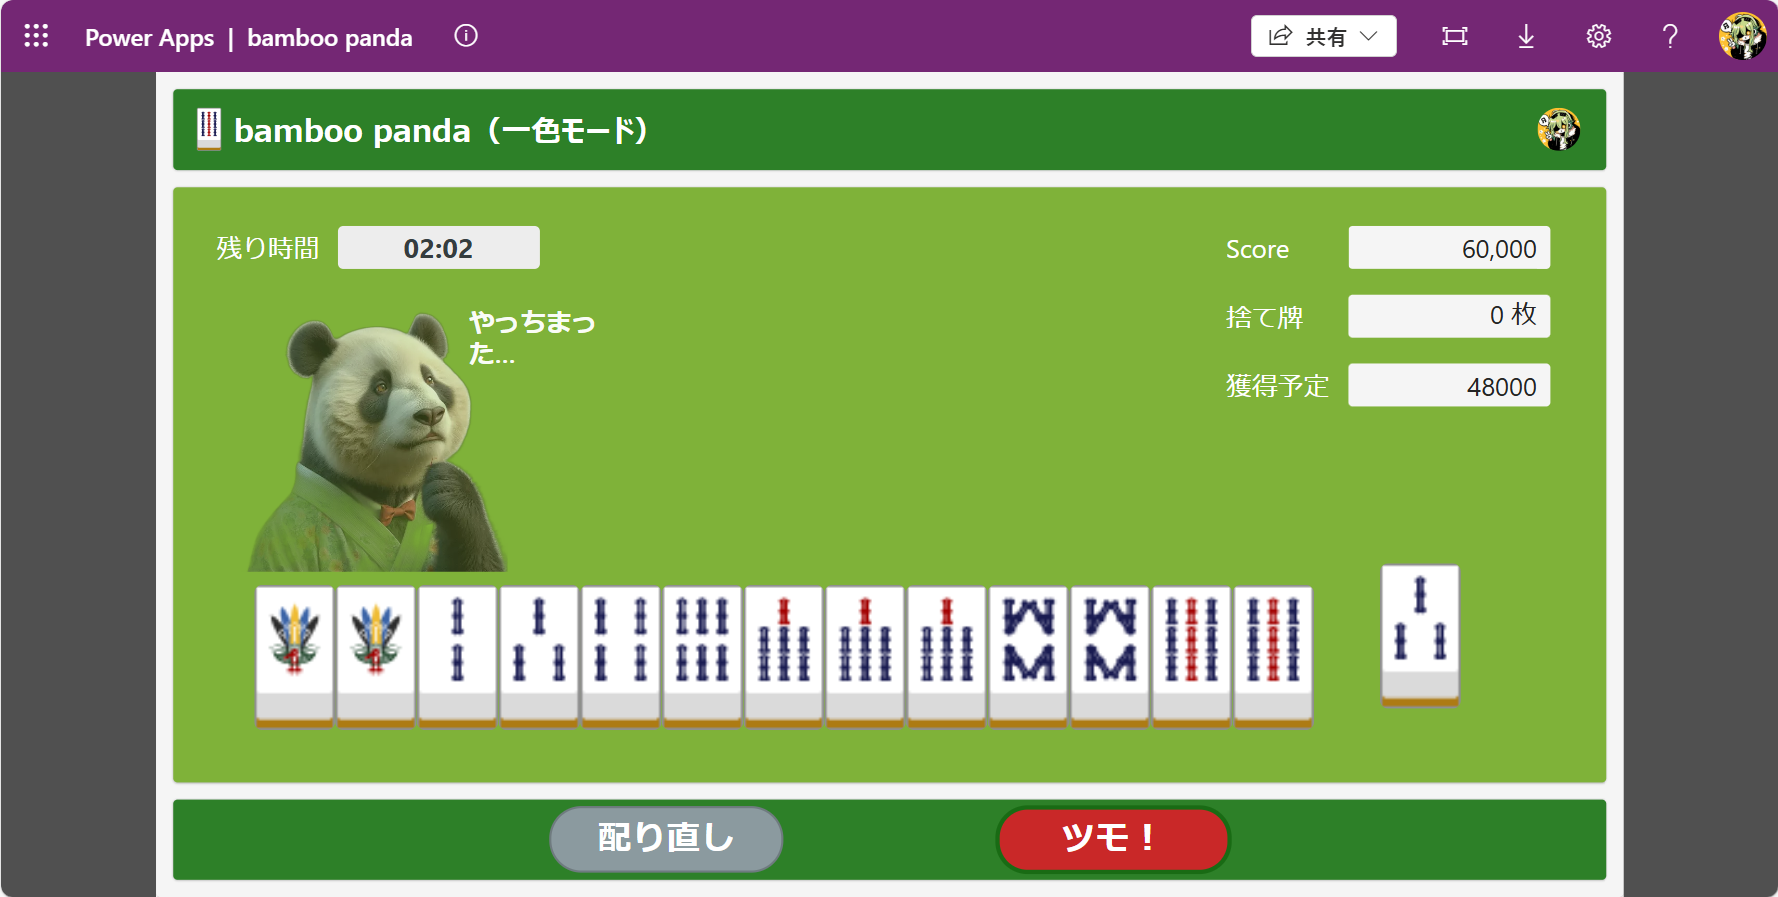 Power Apps | bamboo panda
共有
bamboo panda（一色モード）
残り時間 02:02
Score 60,000
やっちまっ
た...
捨て牌 0 枚
獲得予定 48000
配り直し
ツモ！